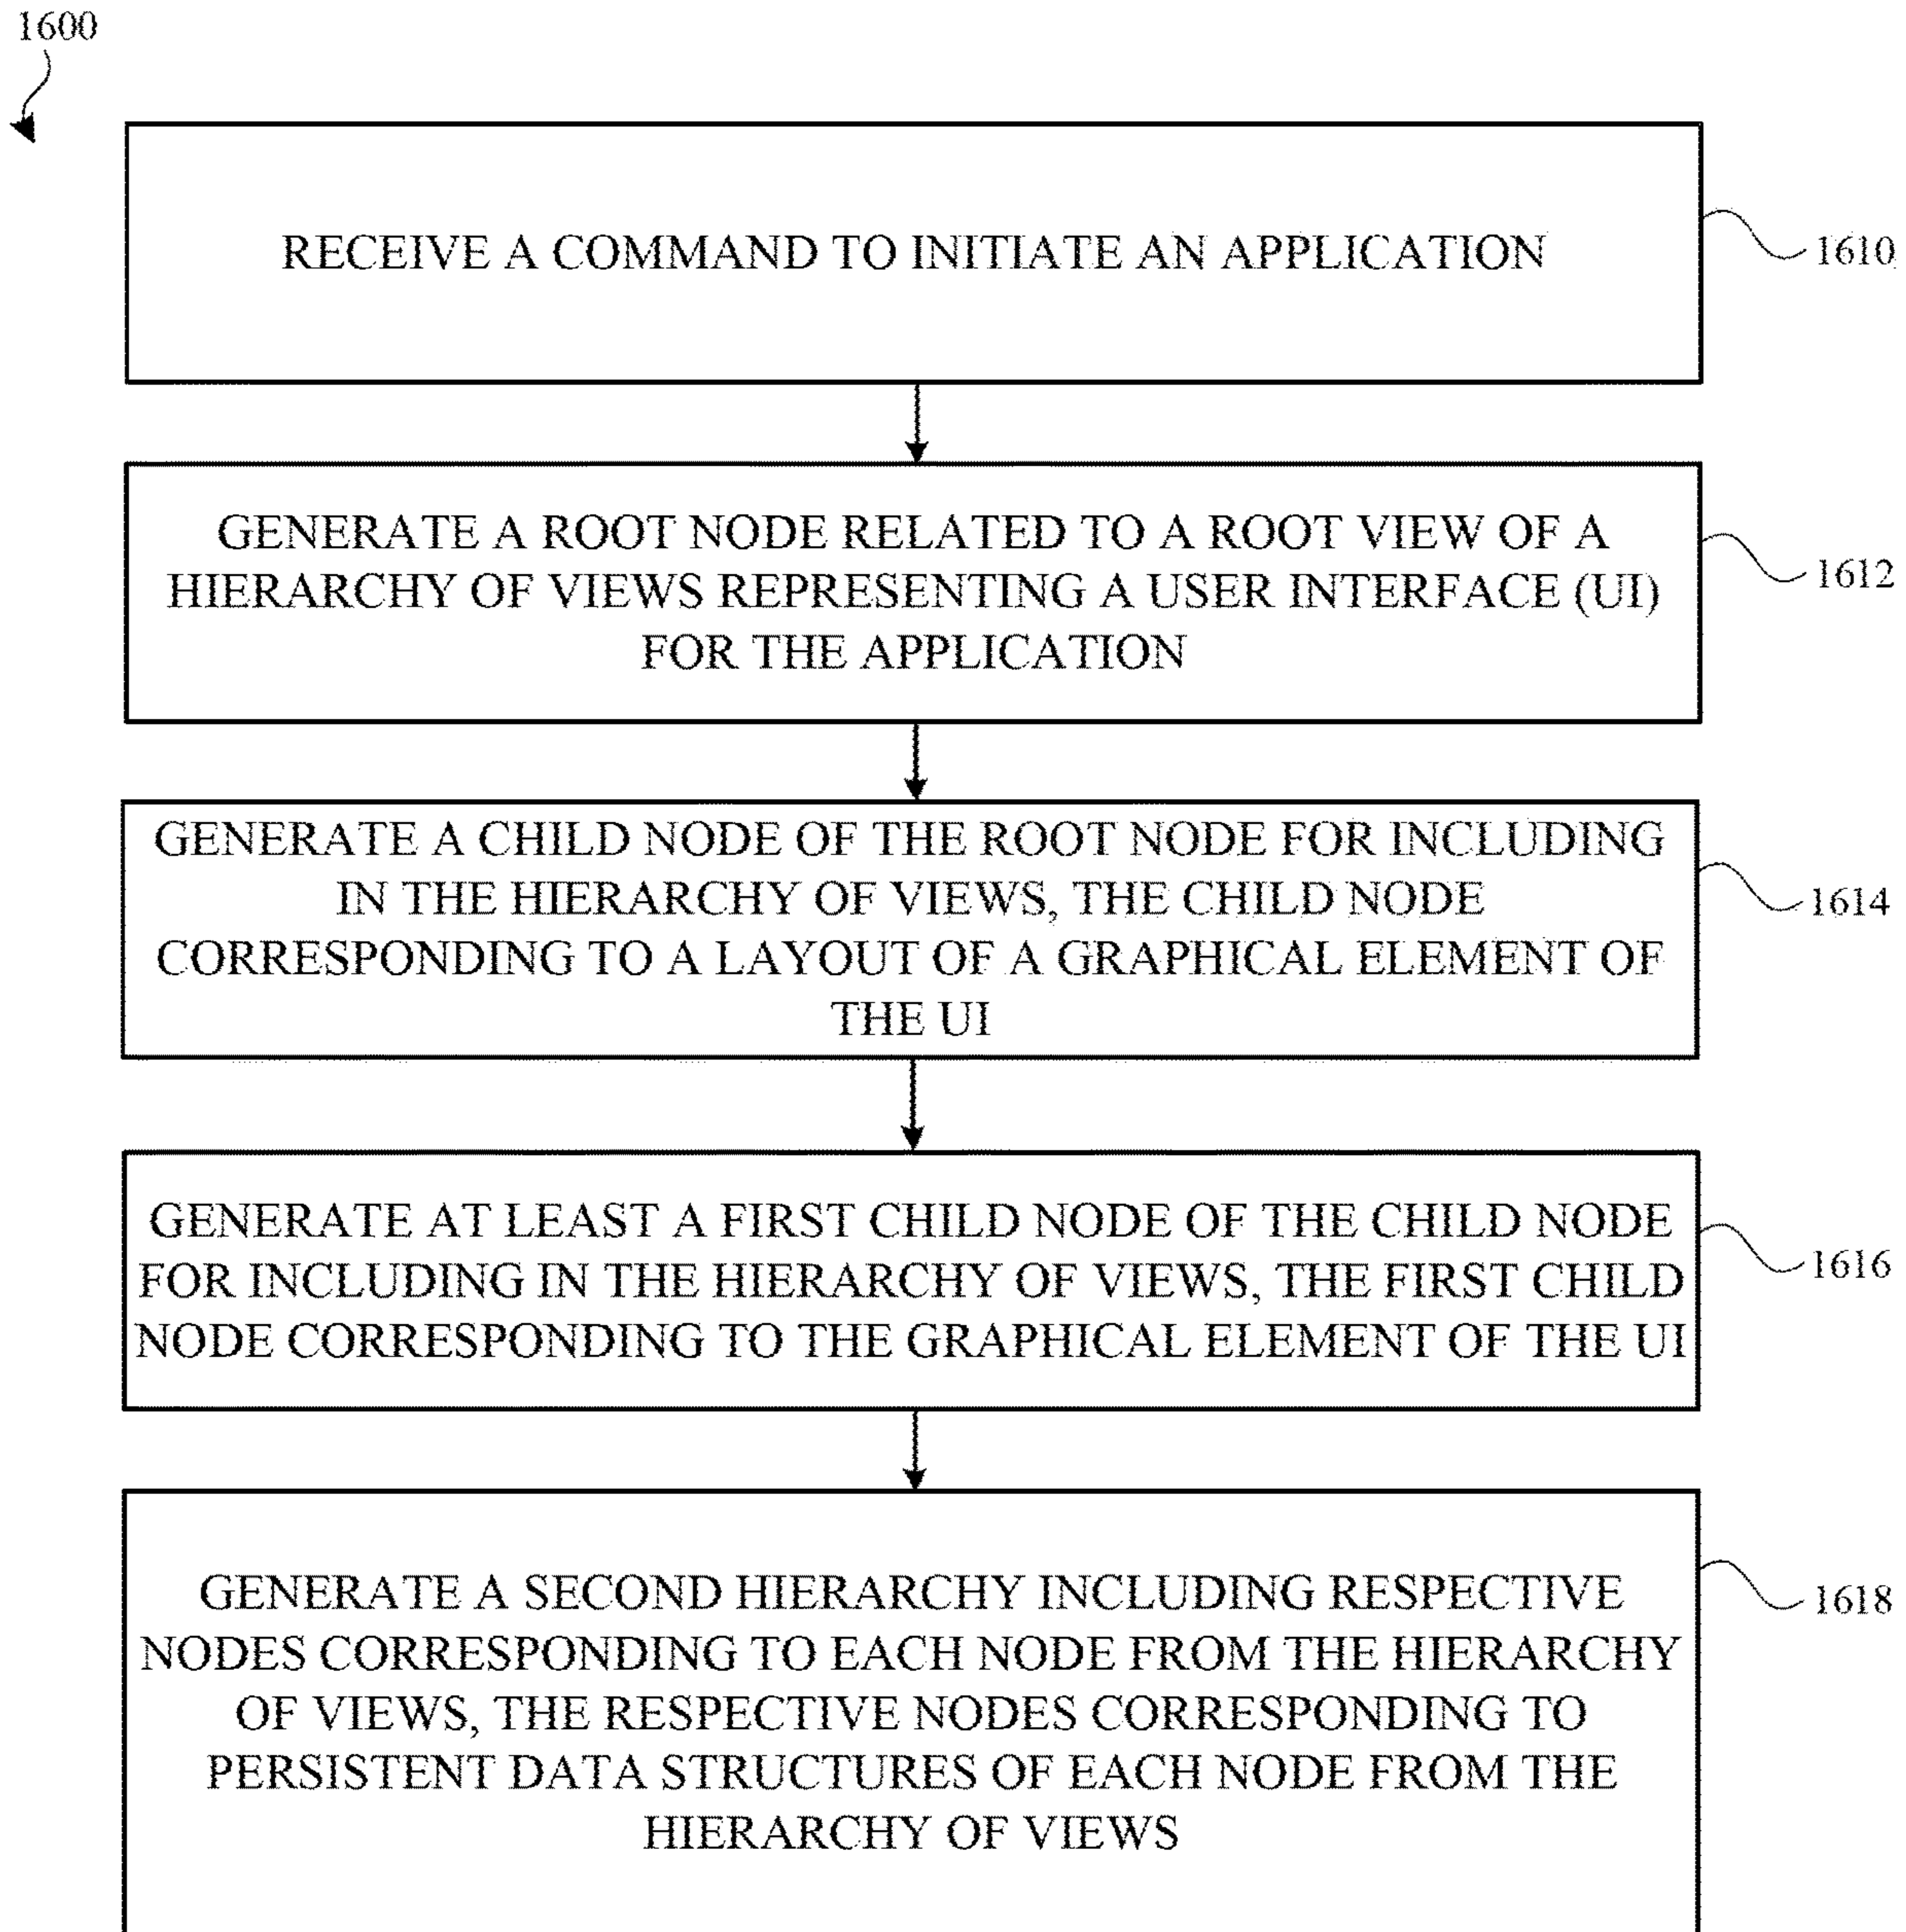 1600
RECEIVE A COMMAND TO INITIATE AN APPLICATION
1610
GENERATE A ROOT NODE RELATED TO A ROOT VIEW OF A
HIERARCHY OF VIEWS REPRESENTING A USER INTERFACE (UI)
FOR THE APPLICATION
1612
GENERATE A CHILD NODE OF THE ROOT NODE FOR INCLUDING
IN THE HIERARCHY OF VIEWS, THE CHILD NODE
CORRESPONDING TO A LAYOUT OF A GRAPHICAL ELEMENT OF
THE UI
1614
GENERATE AT LEAST A FIRST CHILD NODE OF THE CHILD NODE
FOR INCLUDING IN THE HIERARCHY OF VIEWS, THE FIRST CHILD
NODE CORRESPONDING TO THE GRAPHICAL ELEMENT OF THE UI
1616
GENERATE A SECOND HIERARCHY INCLUDING RESPECTIVE
NODES CORRESPONDING TO EACH NODE FROM THE HIERARCHY
OF VIEWS, THE RESPECTIVE NODES CORRESPONDING TO
PERSISTENT DATA STRUCTURES OF EACH NODE FROM THE
HIERARCHY OF VIEWS
1618